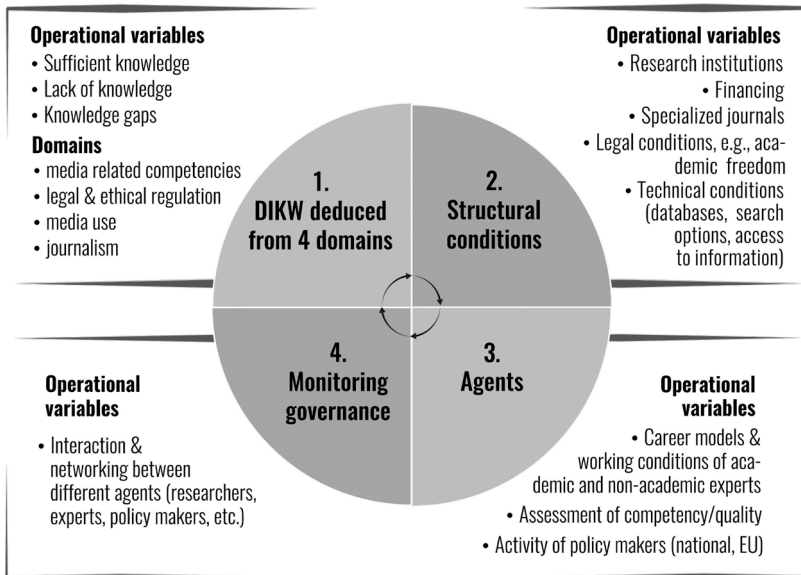 Operational variables
• Sufficient knowledge
• Lack of knowledge
• Knowledge gaps
Domains
• media related competencies
• legal & ethical regulation
• media use
• journalism
Operational variables
• Research institutions
• Financing
• Specialized journals
• Legal conditions, e.g., aca-
demic freedom
• Technical conditions
(databases, search
options, access
to information)
1.
DIKW deduced
from 4 domains
2.
Structural
conditions
4.
Monitoring
governance
3.
Agents
Operational
variables
• Interaction &
networking between
different agents (researchers,
experts, policy makers, etc.)
Operational
variables
• Career models &
working conditions of aca-
demic and non-academic experts
• Assessment of competency/quality
• Activity of policy makers (national, EU)